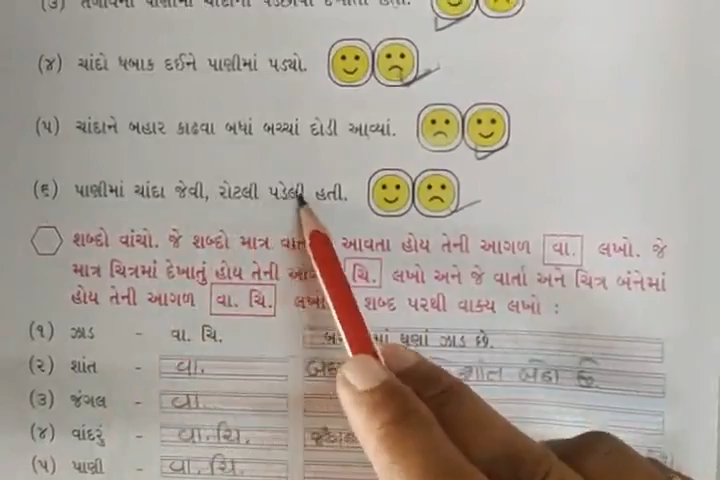 (૪) ચાંદો ધબાક દઈને પાણીમાં પડ્યો.
(૫) ચાંદાને બહાર કાઢવા બધાં બચ્ચાં દોડી આવ્યાં.
(૬) પાણીમાં ચાંદા જેવી, રોટલી પડેલી હતી.
શબ્દો વાંચો. જે શબ્દો માત્ર આવતા હોય તેની આગળ વા. લખો. જે
માત્ર ચિત્રમાં દેખાતું હોય તેની ચિ. લખો અને જે વાર્તા અને ચિત્ર બંનેમાં
હોય તેની આગળ વા. ચિ. શબ્દ પરથી વાક્ય લખો :
(૧) ઝાડ - વા. ચિ. ઘણાં ઝાડ છે.
(૨) શાંત - વા. શાંત બેઠા છે
(૩) જંગલ - વા.
(૪) વાંદરું - વા.ચિ.
(૫) પાણી - વા.ચિ.